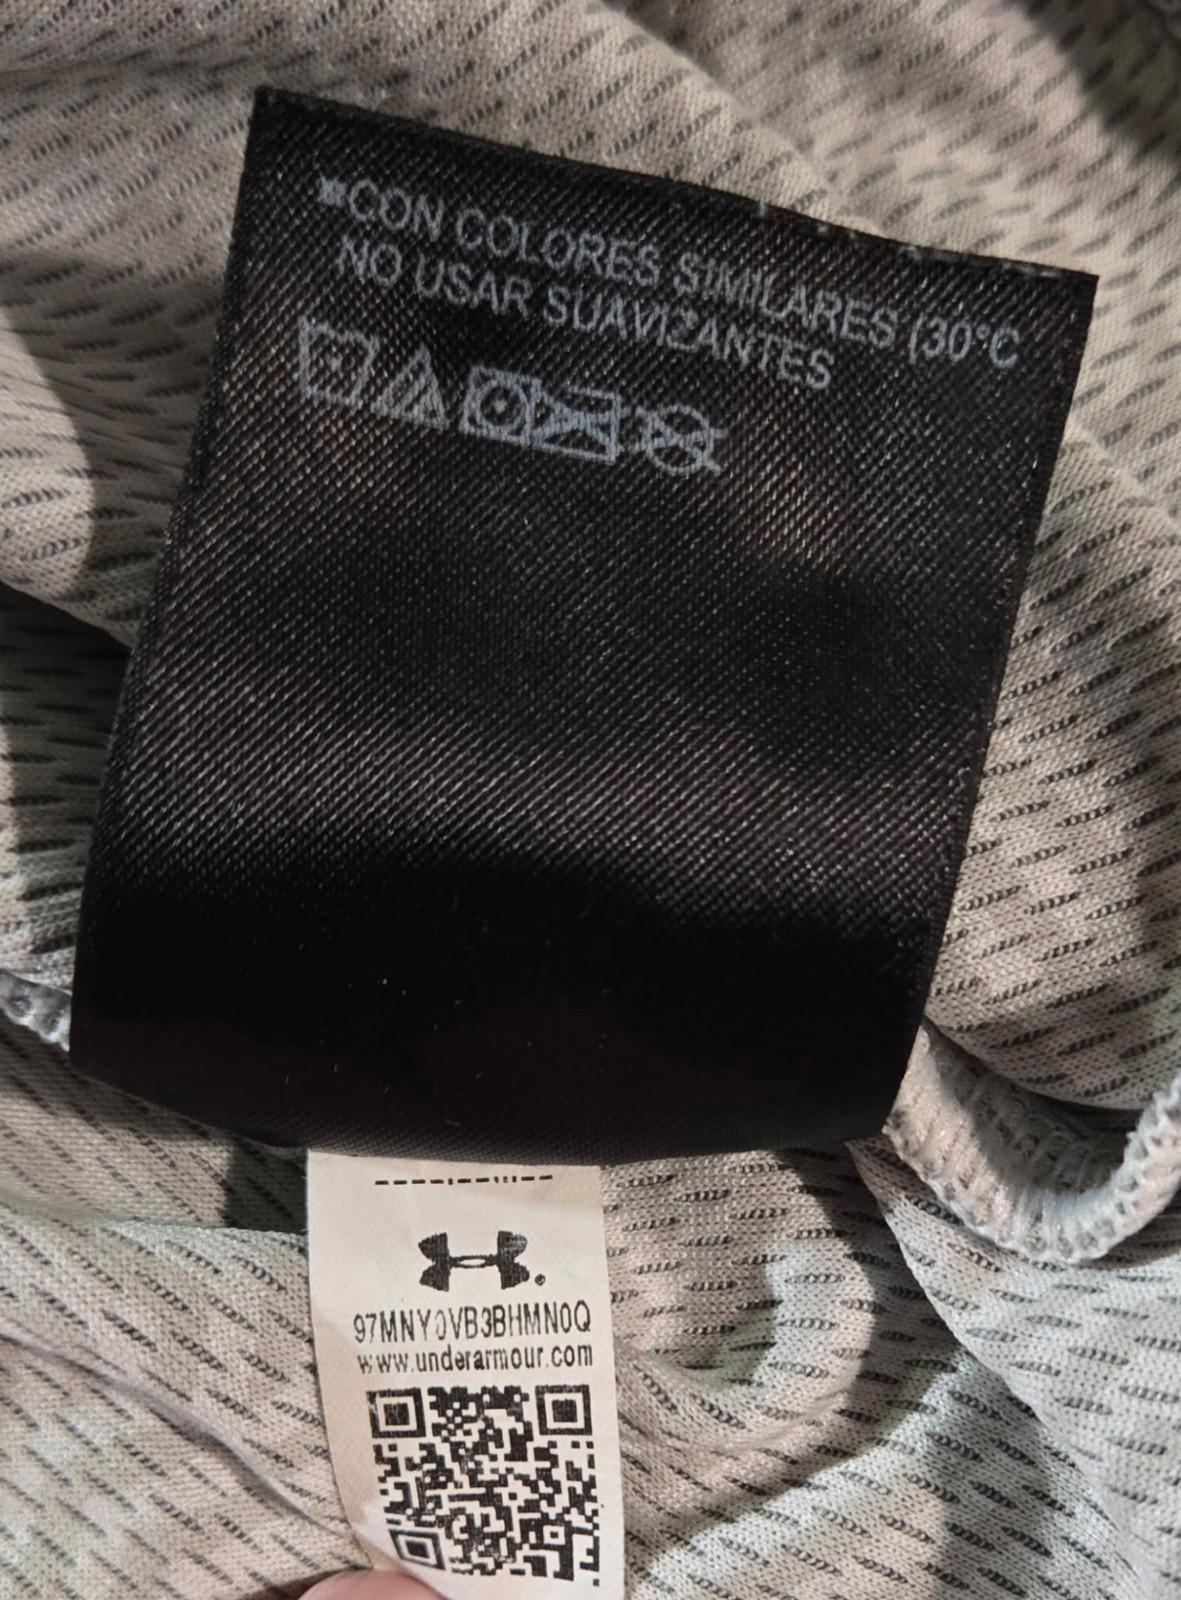 CON COLORES SIMILARES (30°C
NO USAR SUAVIZANTES
97MNY0VB3BHMN0Q
www.underarmour.com